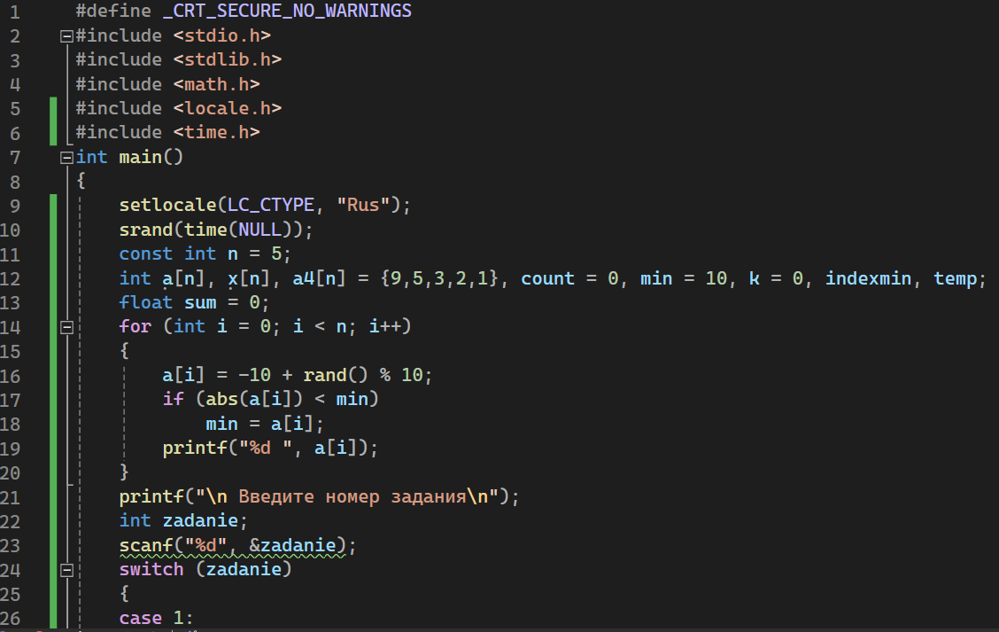 1 #define _CRT_SECURE_NO_WARNINGS
2 #include <stdio.h>
3 #include <stdlib.h>
4 #include <math.h>
5 #include <locale.h>
6 #include <time.h>
7 int main()
8 {
9 setlocale(LC_CTYPE, "Rus");
10 srand(time(NULL));
11 const int n = 5;
12 int a[n], x[n], a4[n] = {9,5,3,2,1}, count = 0, min = 10, k = 0, indexmin, temp;
13 float sum = 0;
14 for (int i = 0; i < n; i++)
15 {
16 a[i] = -10 + rand() % 10;
17 if (abs(a[i]) < min)
18 min = a[i];
19 printf("%d ", a[i]);
20 }
21 printf("\n Введите номер задания\n");
22 int zadanie;
23 scanf("%d", &zadanie);
24 switch (zadanie)
25 {
26 case 1: